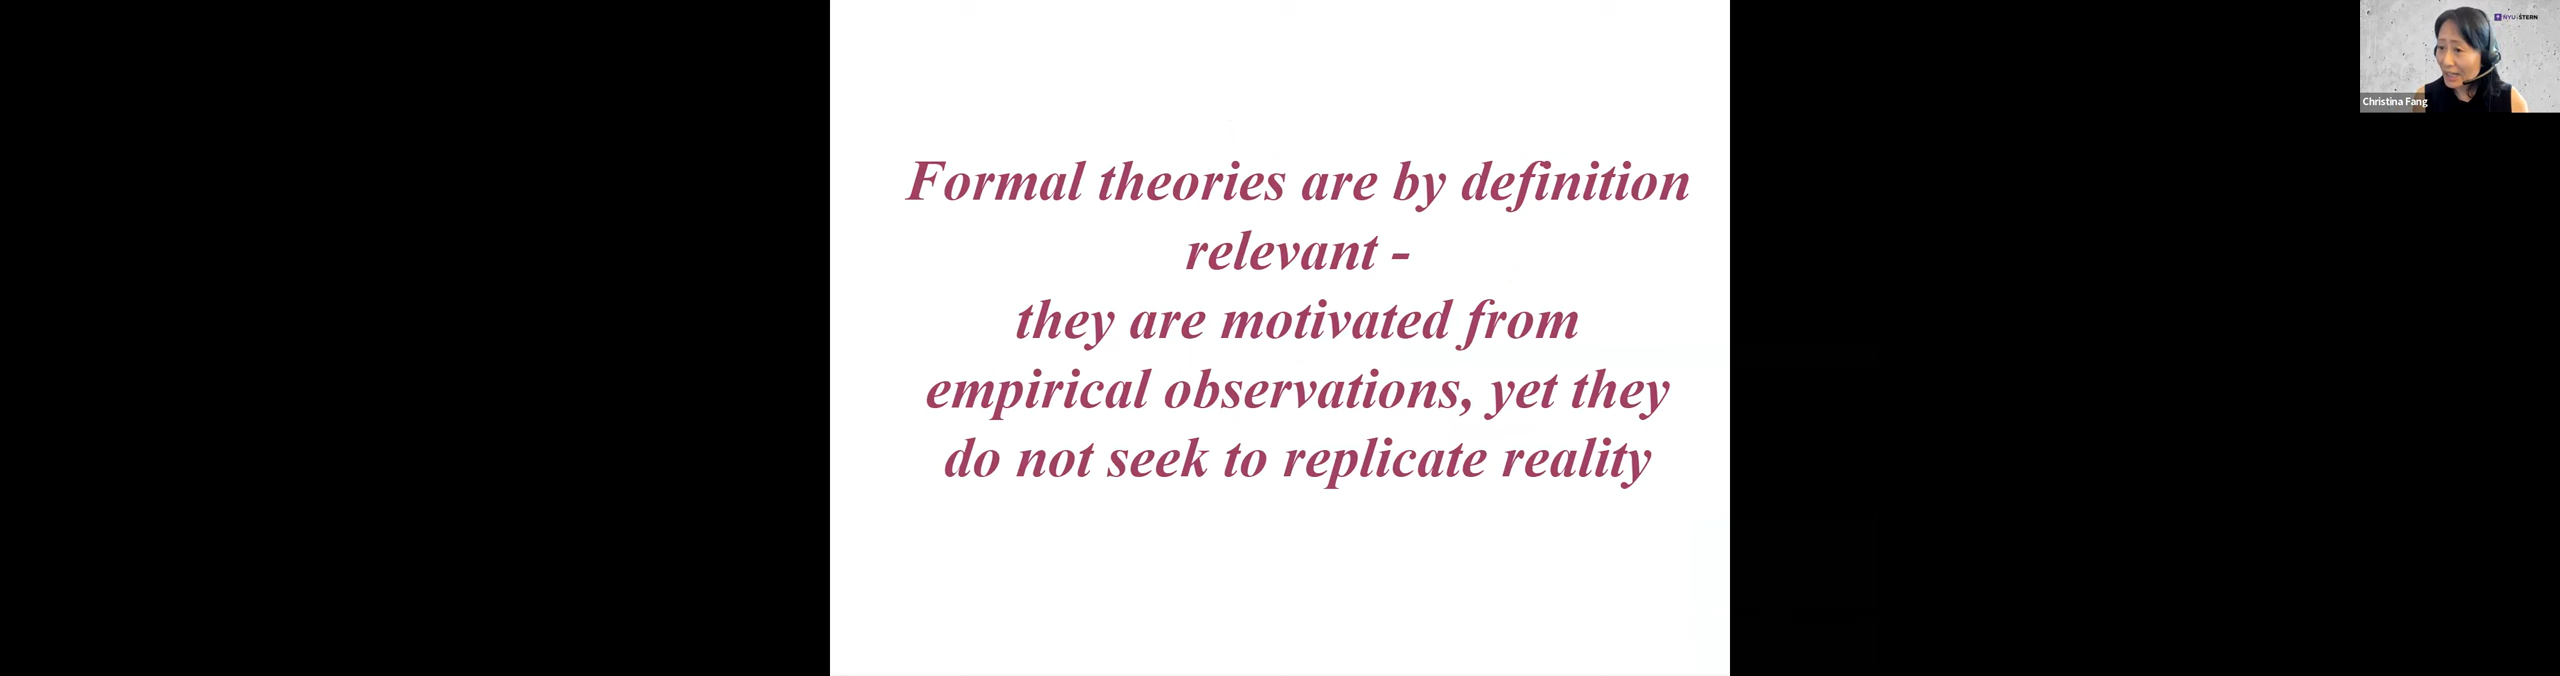 Formal theories are by definition
relevant -
they are motivated from
empirical observations, yet they
do not seek to replicate reality
NYU STERN
Christina Fang